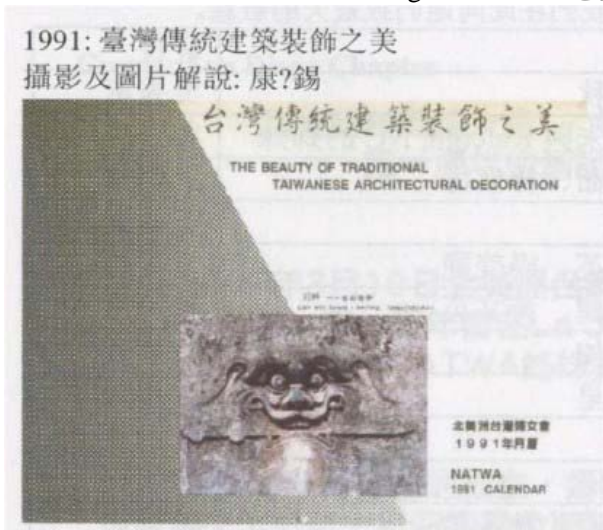 1991: 臺灣傳統建築裝飾之美
攝影及圖片解說: 康?錫
台灣傳統建築裝飾之美
THE BEAUTY OF TRADITIONAL
TAIWANESE ARCHITECTURAL DECORATION
北美洲台灣婦女會
1991年月曆
NATWA
1991 CALENDAR